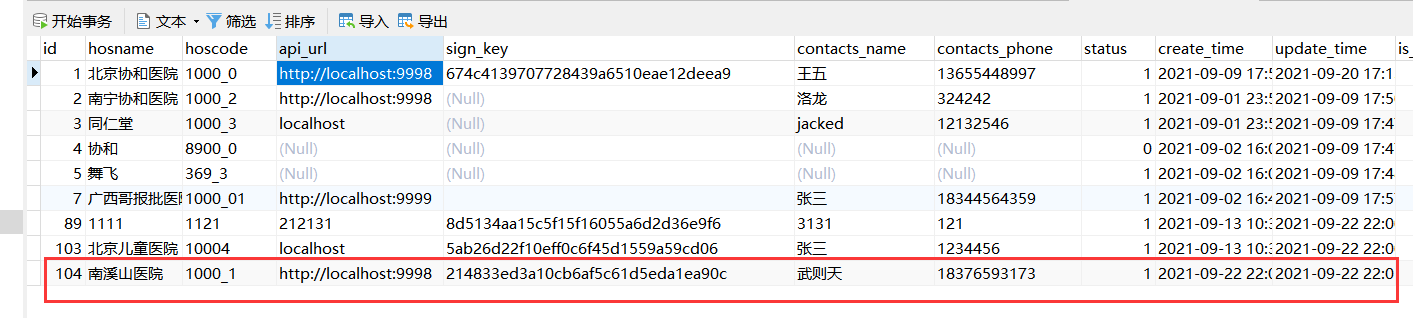 开始事务 文本 筛选 排序 导入 导出
id hosname hoscode api_url sign_key contacts_name contacts_phone status create_time update_time is_
1 北京协和医院 1000_0 http://localhost:9998 674c4139707728439a6510eae12deea9 王五 13655448997 1 2021-09-09 17:5 2021-09-20 17:1
2 南宁协和医院 1000_2 http://localhost:9998 (Null) 洛龙 324242 1 2021-09-01 23:5 2021-09-09 17:5
3 同仁堂 1000_3 localhost (Null) jacked 12132546 1 2021-09-01 23:5 2021-09-09 17:4
4 协和 8900_0 (Null) (Null) (Null) (Null) 0 2021-09-02 16:0 2021-09-09 17:4
5 舞飞 369_3 (Null) (Null) (Null) (Null) 1 2021-09-02 16:0 2021-09-09 17:4
7 广西哥报批医院 1000_01 http://localhost:9999 张三 18344564359 1 2021-09-02 16:4 2021-09-09 17:5
89 1111 1121 212131 8d5134aa15c5f15f16055a6d2d36e9f6 3131 121 1 2021-09-13 10:3 2021-09-22 22:0
103 北京儿童医院 10004 localhost 5ab26d22f10eff0c6f45d1559a59cd06 张三 1234456 1 2021-09-13 10:3 2021-09-22 22:0
104 南溪山医院 1000_1 http://localhost:9998 214833ed3a10cb6af5c61d5eda1ea90c 武则天 18376593173 1 2021-09-22 22:0 2021-09-22 22:0